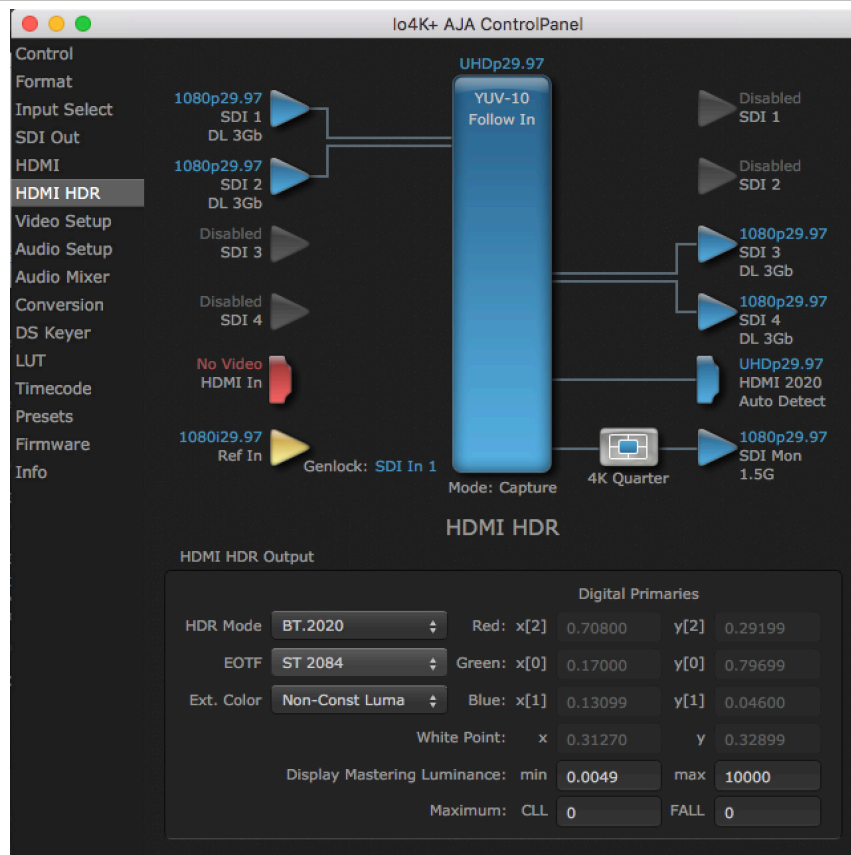 Io4K+ AJA ControlPanel
Control
Format
Input Select
SDI Out
HDMI
HDMI HDR
Video Setup
Audio Setup
Audio Mixer
Conversion
DS Keyer
LUT
Timecode
Presets
Firmware
Info
1080p29.97
SDI 1
DL 3Gb
1080p29.97
SDI 2
DL 3Gb
Disabled
SDI 3
Disabled
SDI 4
No Video
HDMI In
1080i29.97
Ref In
Genlock: SDI In 1
UHDp29.97
YUV-10
Follow In
Mode: Capture
Disabled
SDI 1
Disabled
SDI 2
1080p29.97
SDI 3
DL 3Gb
1080p29.97
SDI 4
DL 3Gb
UHDp29.97
HDMI 2020
Auto Detect
4K Quarter
1080p29.97
SDI Mon
1.5G
HDMI HDR
HDMI HDR Output
Digital Primaries
HDR Mode BT.2020 Red: x[2] 0.70800 y[2] 0.29199
EOTF ST 2084 Green: x[0] 0.17000 y[0] 0.79699
Ext. Color Non-Const Luma Blue: x[1] 0.13099 y[1] 0.04600
White Point: x 0.31270 y 0.32899
Display Mastering Luminance: min 0.0049 max 10000
Maximum: CLL 0 FALL 0